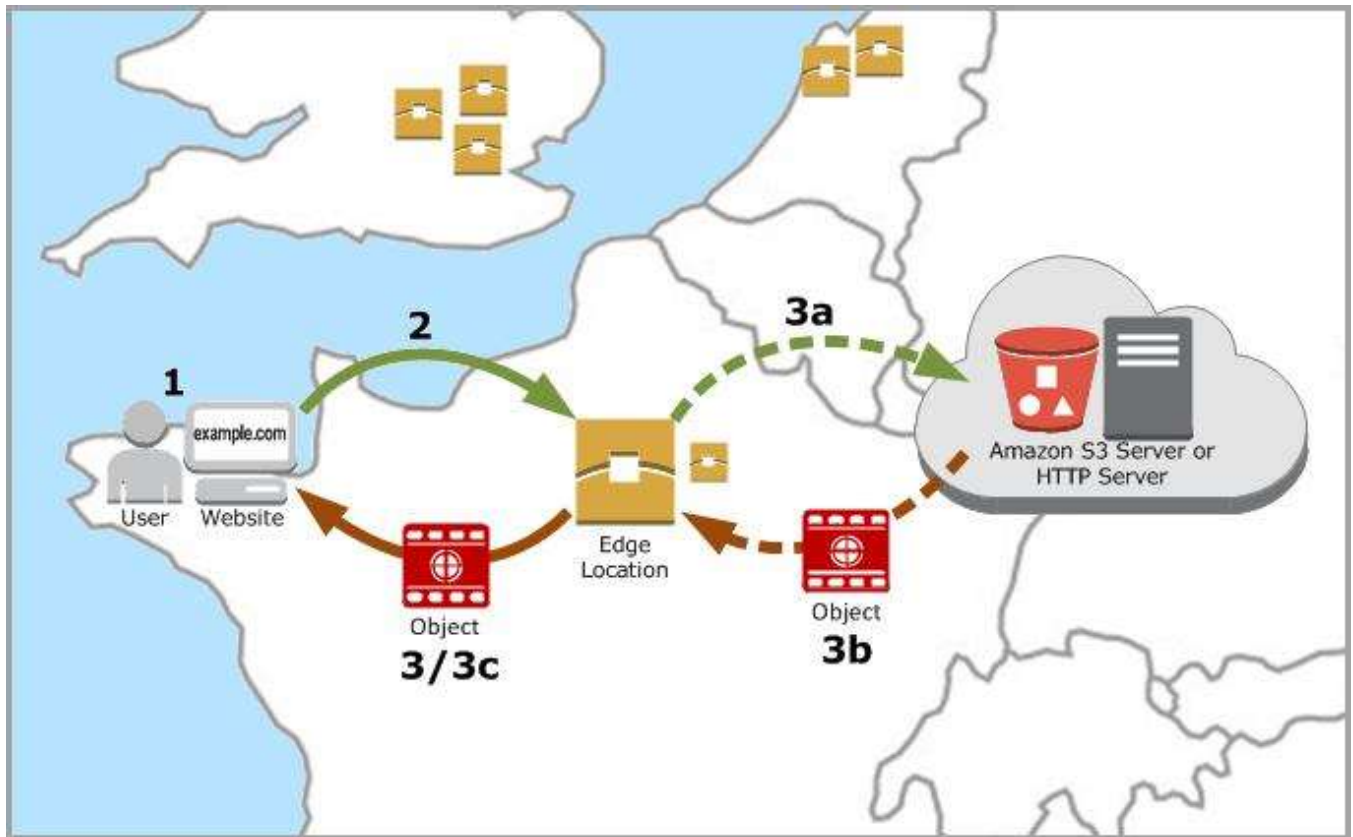 2
3a
1
example.com
User
Website
Edge
Location
Amazon S3 Server or
HTTP Server
Object
3/3c
Object
3b